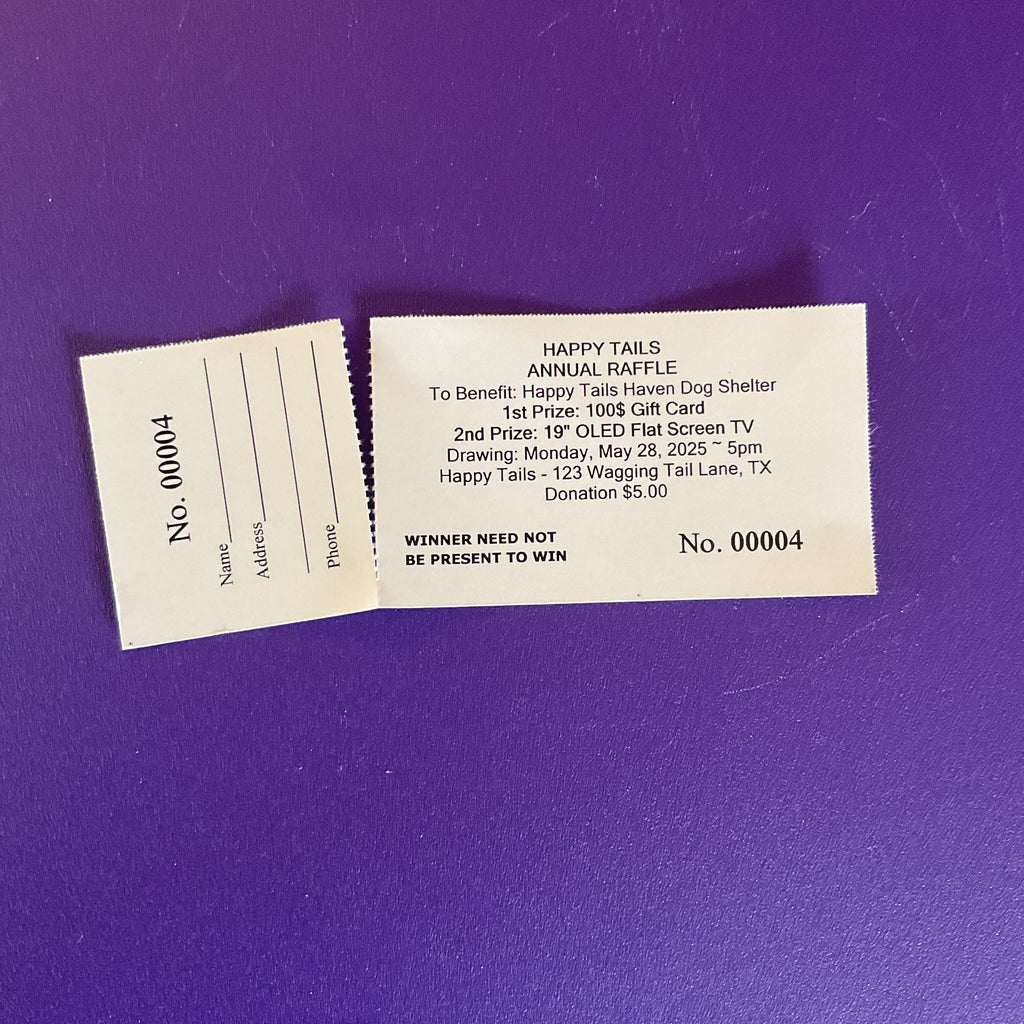 No. 00004
Name
Address
Phone
HAPPY TAILS
ANNUAL RAFFLE
To Benefit: Happy Tails Haven Dog Shelter
1st Prize: 100$ Gift Card
2nd Prize: 19" OLED Flat Screen TV
Drawing: Monday, May 28, 2025 ~ 5pm
Happy Tails - 123 Wagging Tail Lane, TX
Donation $5.00
WINNER NEED NOT
BE PRESENT TO WIN
No. 00004